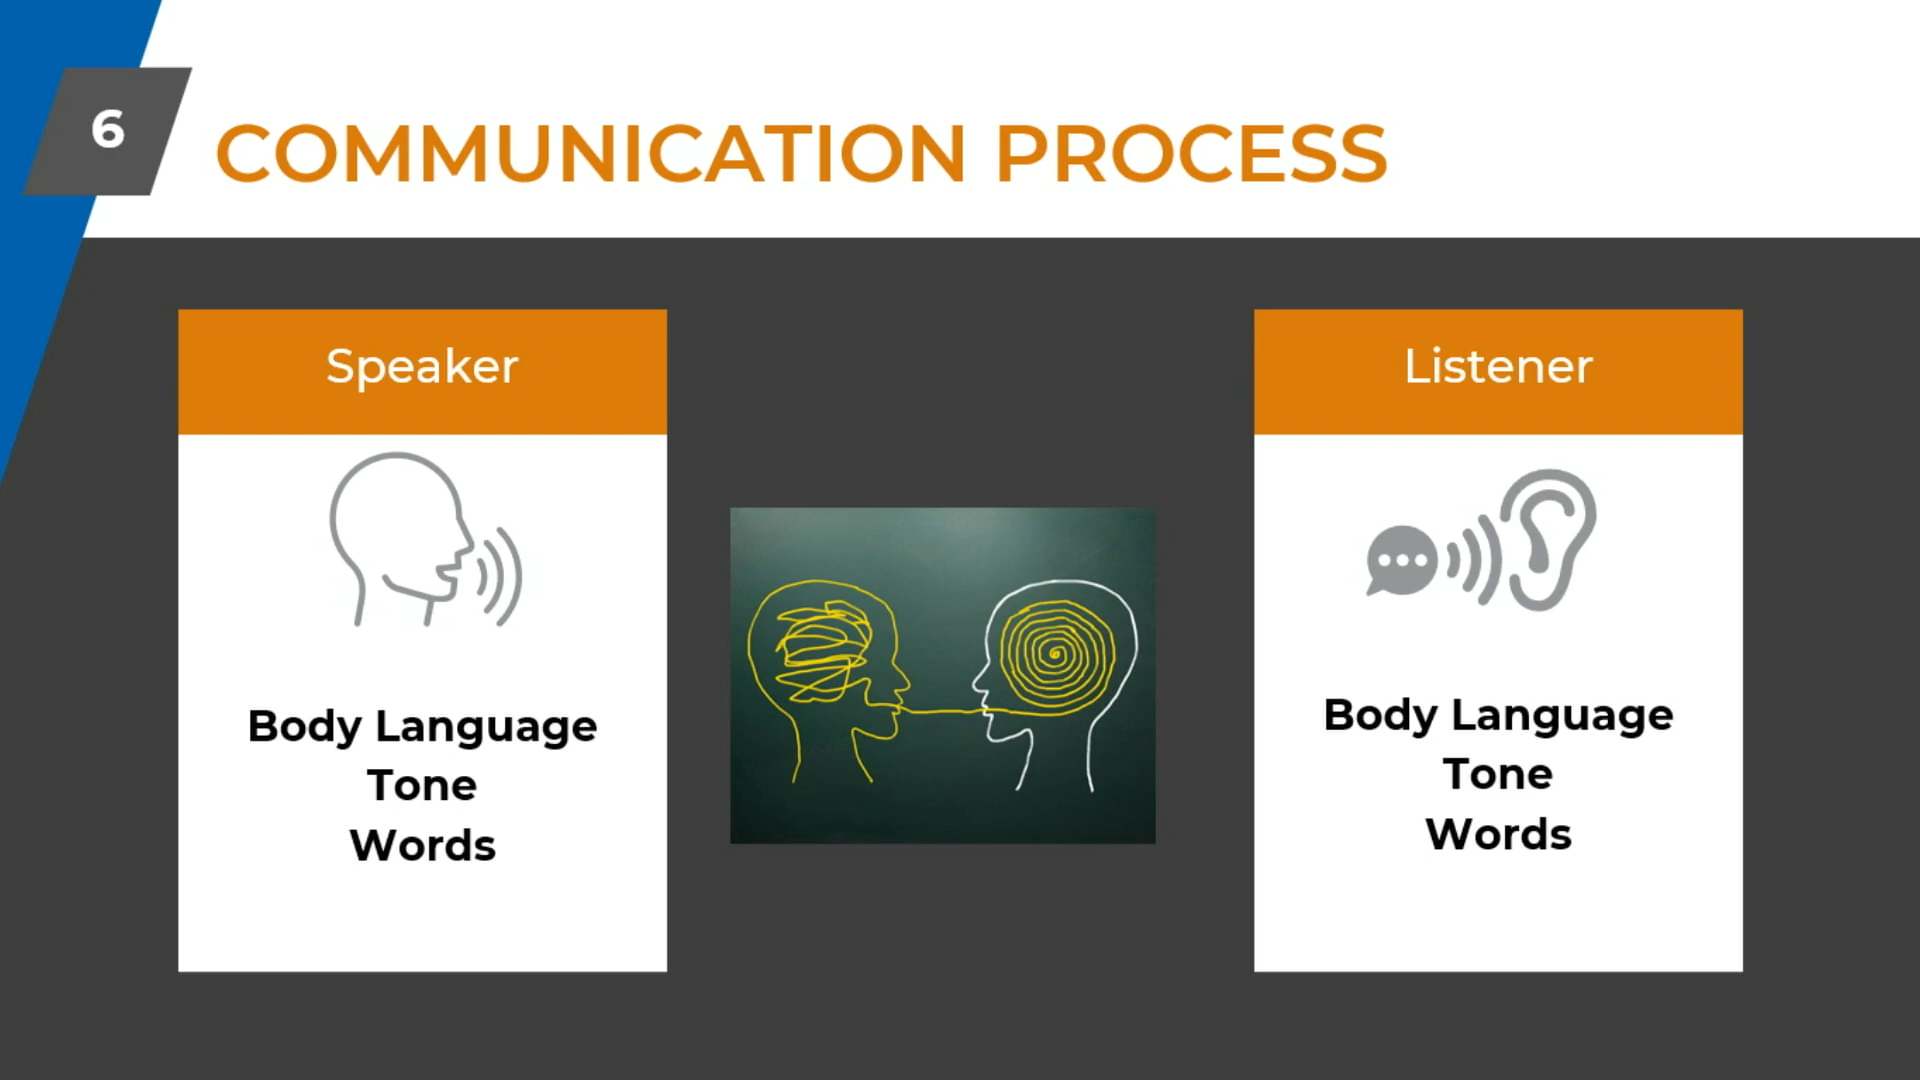 6
COMMUNICATION PROCESS
Speaker
Body Language
Tone
Words
Listener
Body Language
Tone
Words